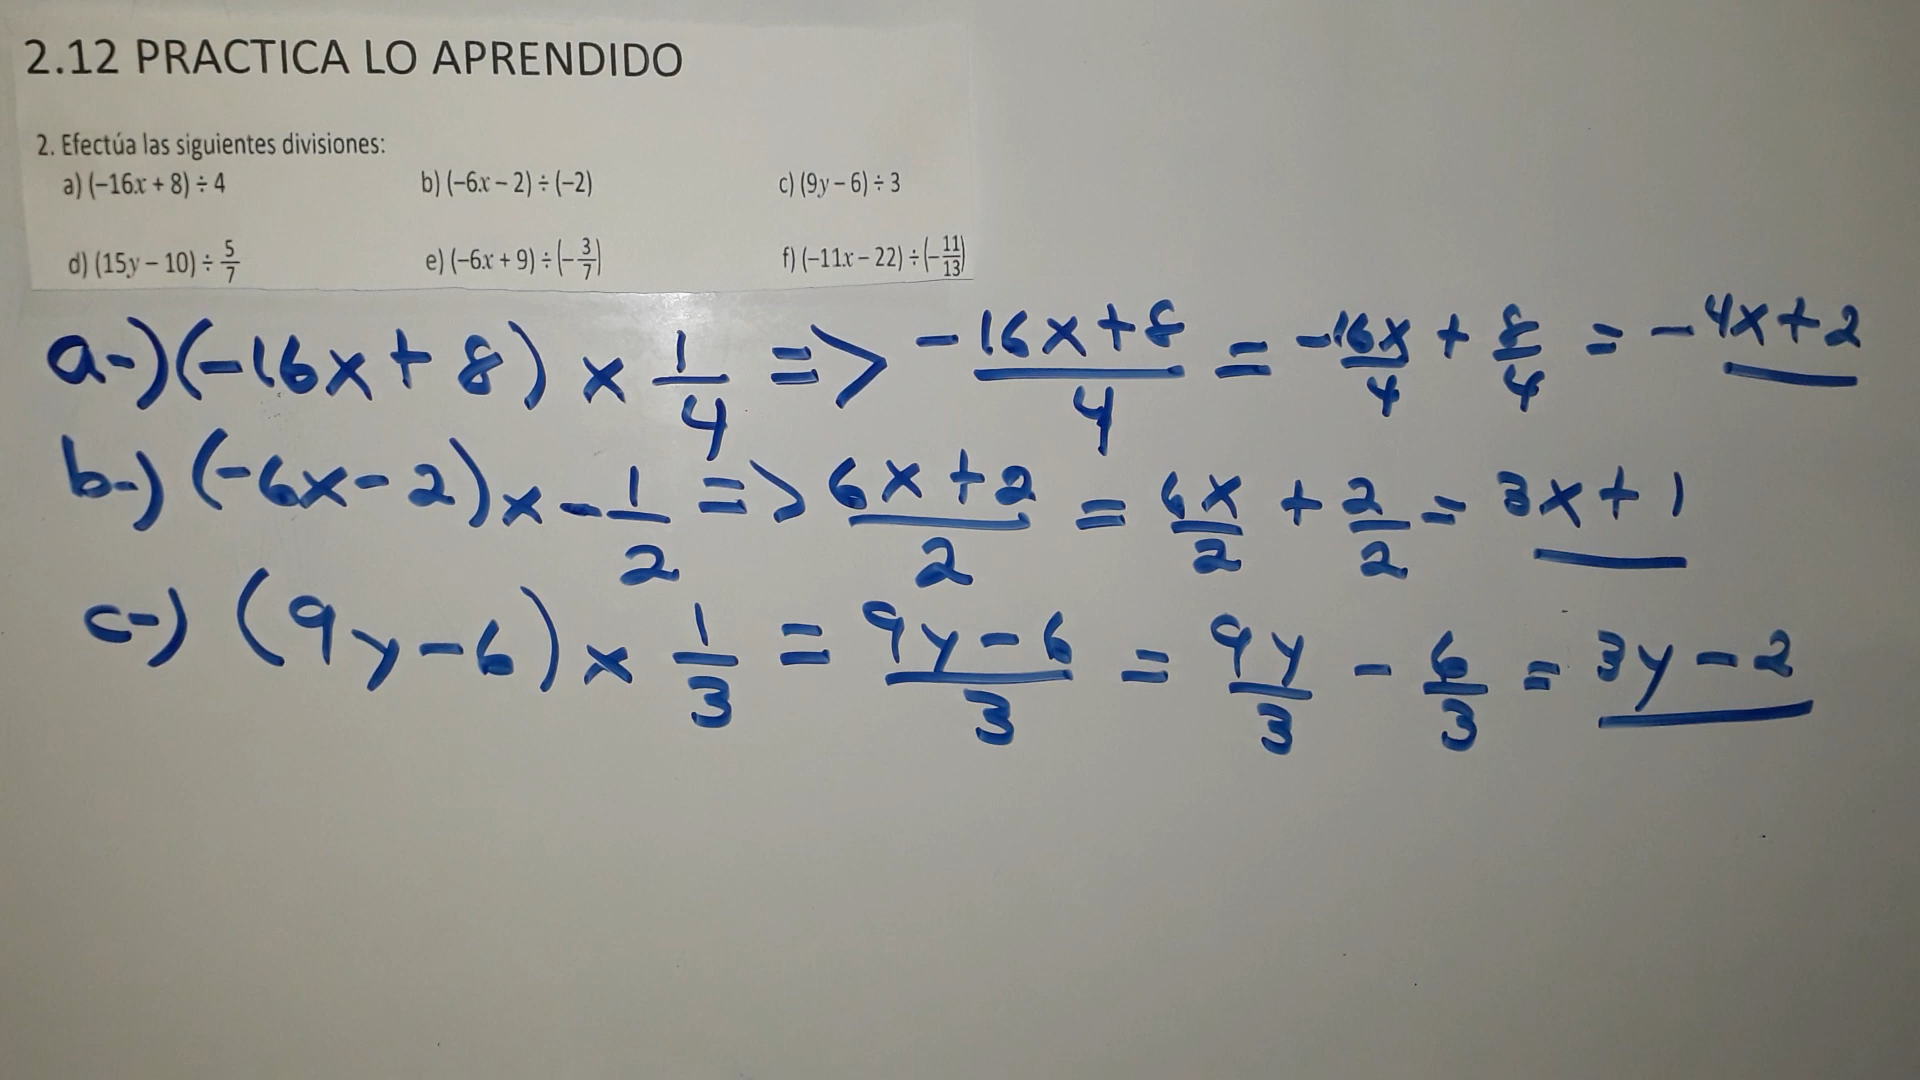 2.12 PRACTICA LO APRENDIDO
2. Efectúa las siguientes divisiones:
a) (−16x + 8) ÷ 4 b) (−6x − 2) ÷ (−2) c) (9y − 6) ÷ 3
d) (15y − 10) ÷ 5/7 e) (−6x + 9) ÷ (−3/7) f) (−11x − 22) ÷ (−11/13)
a-) (-16x + 8) x 1/4 => -16x+8/4 = -16x/4 + 8/4 = -4x+2
b-) (-6x-2) x -1/2 => 6x+2/2 = 6x/2 + 2/2 = 3x+1
c-) (9y-6) x 1/3 = 9y-6/3 = 9y/3 - 6/3 = 3y-2